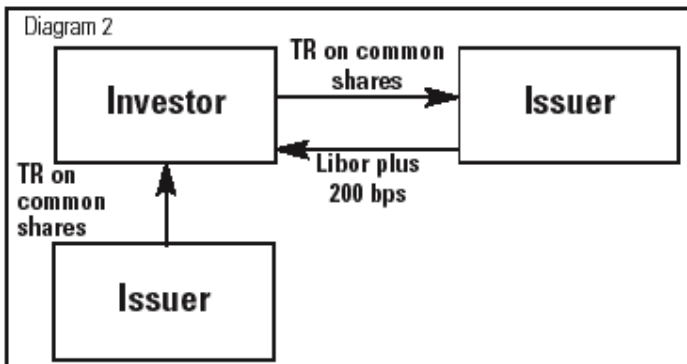 Diagram 2
TR on common
shares
Investor
Issuer
Libor plus
200 bps
TR on
common
shares
Issuer